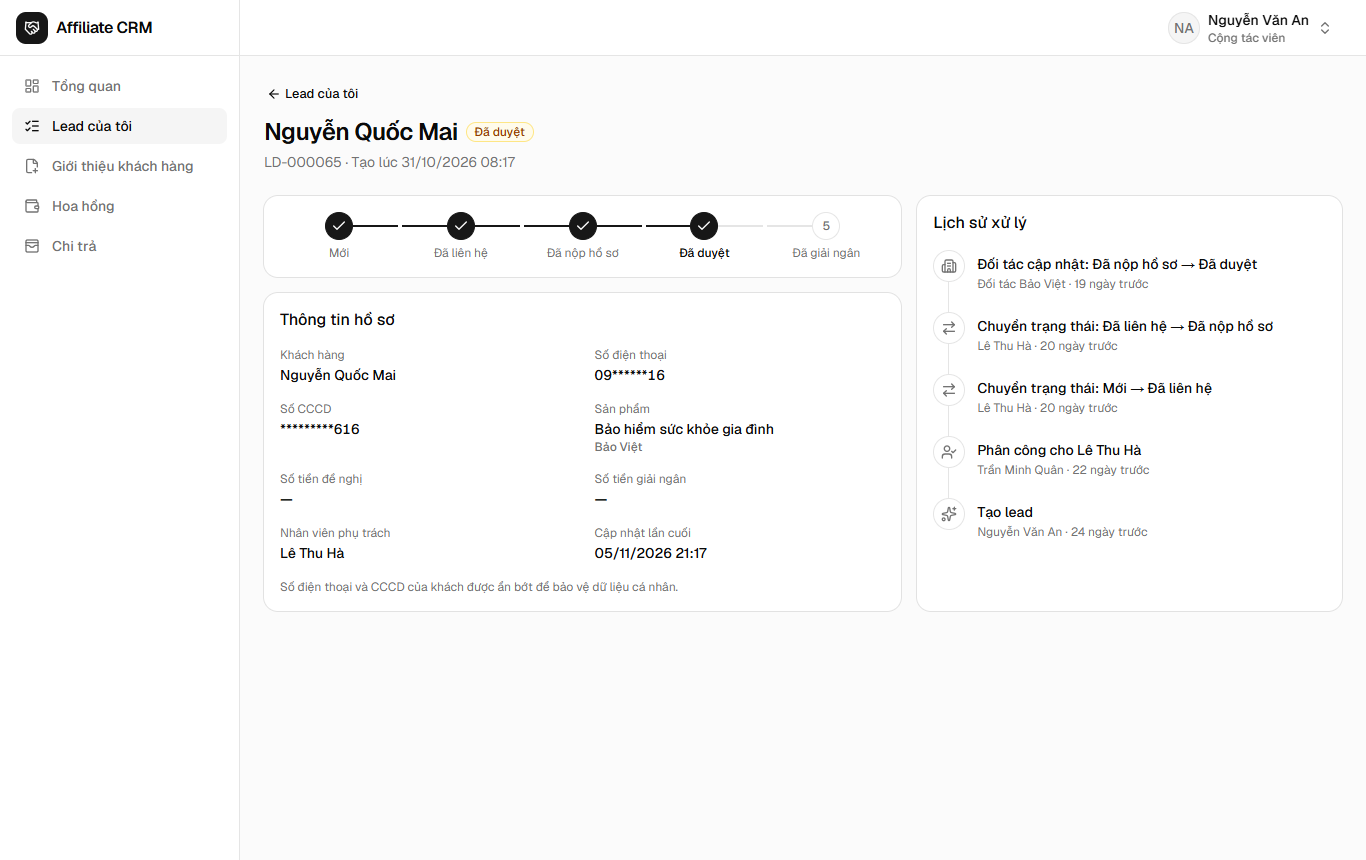 Affiliate CRM
NA
Nguyễn Văn An
Cộng tác viên
Tổng quan
Lead của tôi
Giới thiệu khách hàng
Hoa hồng
Chi trả
← Lead của tôi
Nguyễn Quốc Mai
Đã duyệt
LD-000065 · Tạo lúc 31/10/2026 08:17
Mới
Đã liên hệ
Đã nộp hồ sơ
Đã duyệt
5
Đã giải ngân
Thông tin hồ sơ
Khách hàng
Nguyễn Quốc Mai
Số điện thoại
09******16
Số CCCD
*********616
Sản phẩm
Bảo hiểm sức khỏe gia đình
Bảo Việt
Số tiền đề nghị
—
Số tiền giải ngân
—
Nhân viên phụ trách
Lê Thu Hà
Cập nhật lần cuối
05/11/2026 21:17
Số điện thoại và CCCD của khách được ẩn bớt để bảo vệ dữ liệu cá nhân.
Lịch sử xử lý
Đối tác cập nhật: Đã nộp hồ sơ → Đã duyệt
Đối tác Bảo Việt · 19 ngày trước
Chuyển trạng thái: Đã liên hệ → Đã nộp hồ sơ
Lê Thu Hà · 20 ngày trước
Chuyển trạng thái: Mới → Đã liên hệ
Lê Thu Hà · 20 ngày trước
Phân công cho Lê Thu Hà
Trần Minh Quân · 22 ngày trước
Tạo lead
Nguyễn Văn An · 24 ngày trước